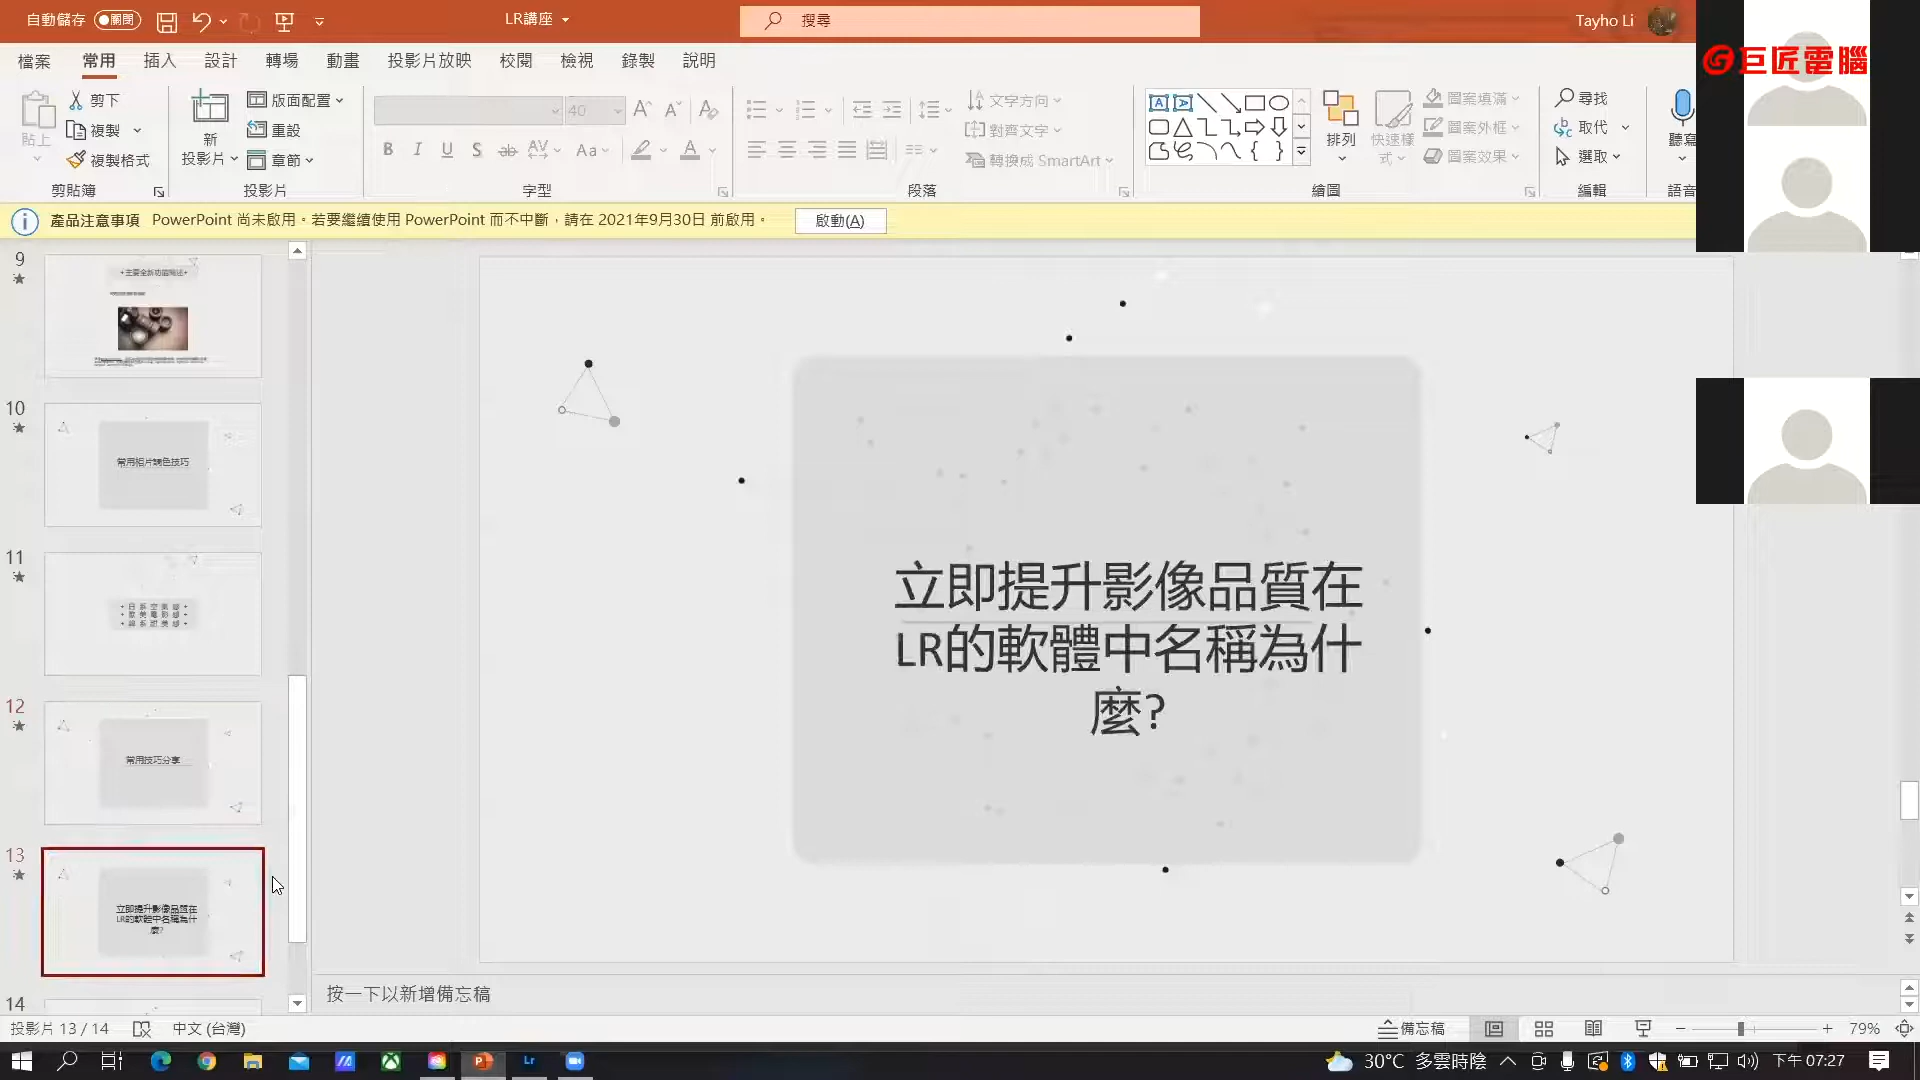 自動儲存 關閉 LR講座 搜尋 Tayho Li
巨匠電腦
檔案 常用 插入 設計 轉場 動畫 投影片放映 校閱 檢視 錄製 說明
貼上 剪下 複製 複製格式 剪貼簿
新投影片 版面配置 重設 章節 投影片
40 B I U S ab AV Aa A 字型
文字方向 對齊文字 轉換成 SmartArt 段落
排列 快速樣式 圖案填滿 圖案外框 圖案效果 繪圖
尋找 取代 選取 編輯
聽寫 語音
產品注意事項 PowerPoint 尚未啟用。若要繼續使用 PowerPoint 而不中斷，請在 2021年9月30日 前啟用。 啟動(A)
9
10
常用相片調色技巧
11
12
常用技巧分享
13
立即提升影像品質在
LR的軟體中名稱為什
麼?
14
立即提升影像品質在
LR的軟體中名稱為什
麼?
按一下以新增備忘稿
投影片 13 / 14 中文 (台灣) 備忘稿 79%
30°C 多雲時陰 下午 07:27